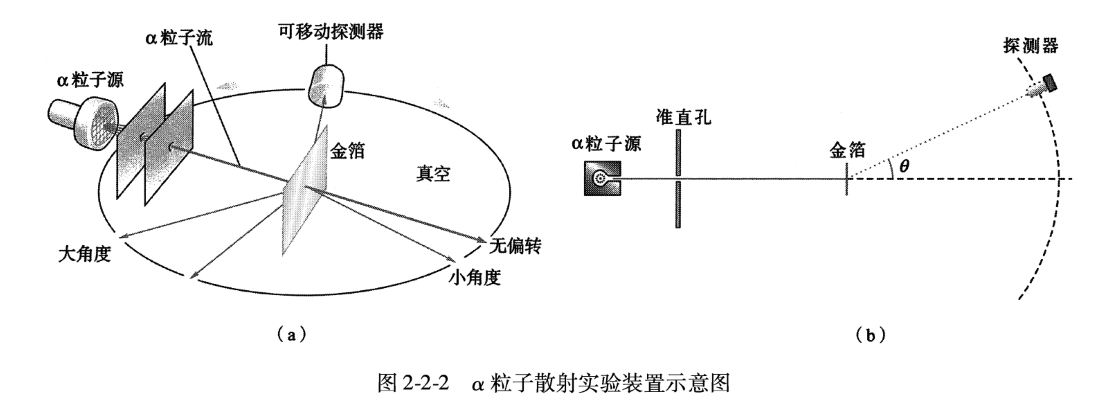 可移动探测器
α粒子流
α粒子源
金箔
真空
无偏转
小角度
大角度
(a)
探测器
准直孔
α粒子源
金箔
θ
(b)
图 2-2-2 α 粒子散射实验装置示意图